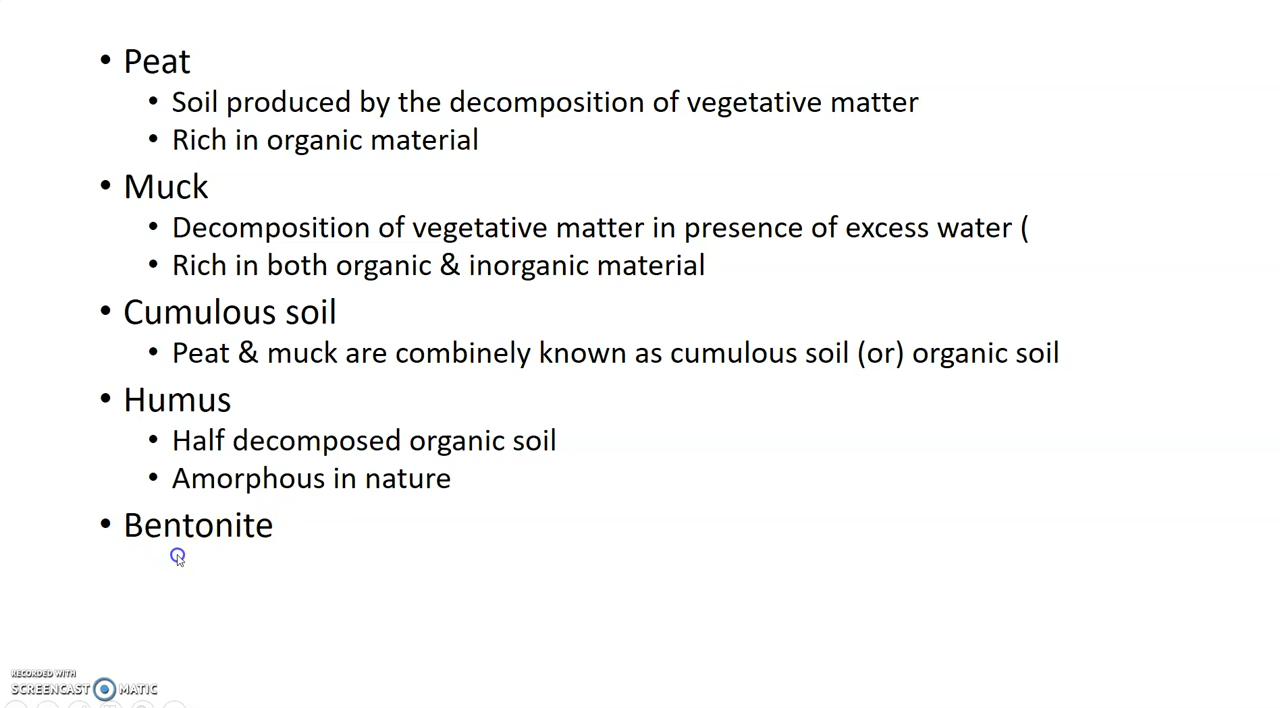 • Peat
• Soil produced by the decomposition of vegetative matter
• Rich in organic material
• Muck
• Decomposition of vegetative matter in presence of excess water (
• Rich in both organic & inorganic material
• Cumulous soil
• Peat & muck are combinely known as cumulous soil (or) organic soil
• Humus
• Half decomposed organic soil
• Amorphous in nature
• Bentonite
RECORDED WITH
SCREENCAST MATIC